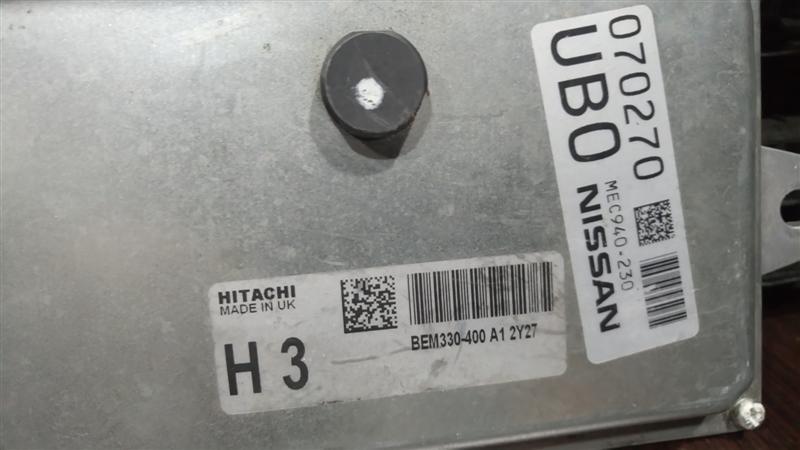 HITACHI
MADE IN UK
H 3
BEM330-400 A1 2Y27
070270
UB0
MEC940-230
NISSAN